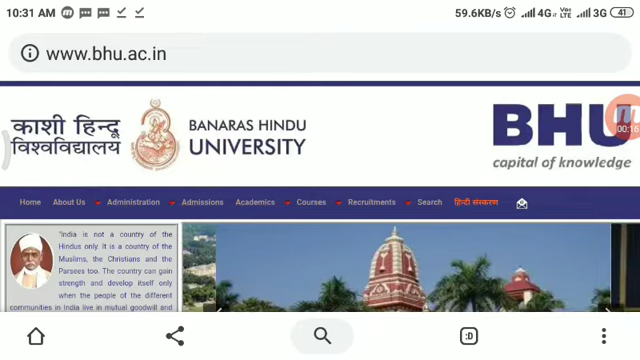 10:31 AM
59.6KB/s 4G VoLTE 3G 41
www.bhu.ac.in
काशी हिन्दू
विश्वविद्यालय
BANARAS HINDU
UNIVERSITY
BHU
capital of knowledge
00:16
Home About Us Administration Admissions Academics Courses Recruitments Search हिन्दी संस्करण
"India is not a country of the
Hindus only. It is a country of the
Muslims, the Christians and the
Parsees too. The country can gain
strength and develop itself only
when the people of the different
communities in India live in mutual goodwill and
:D